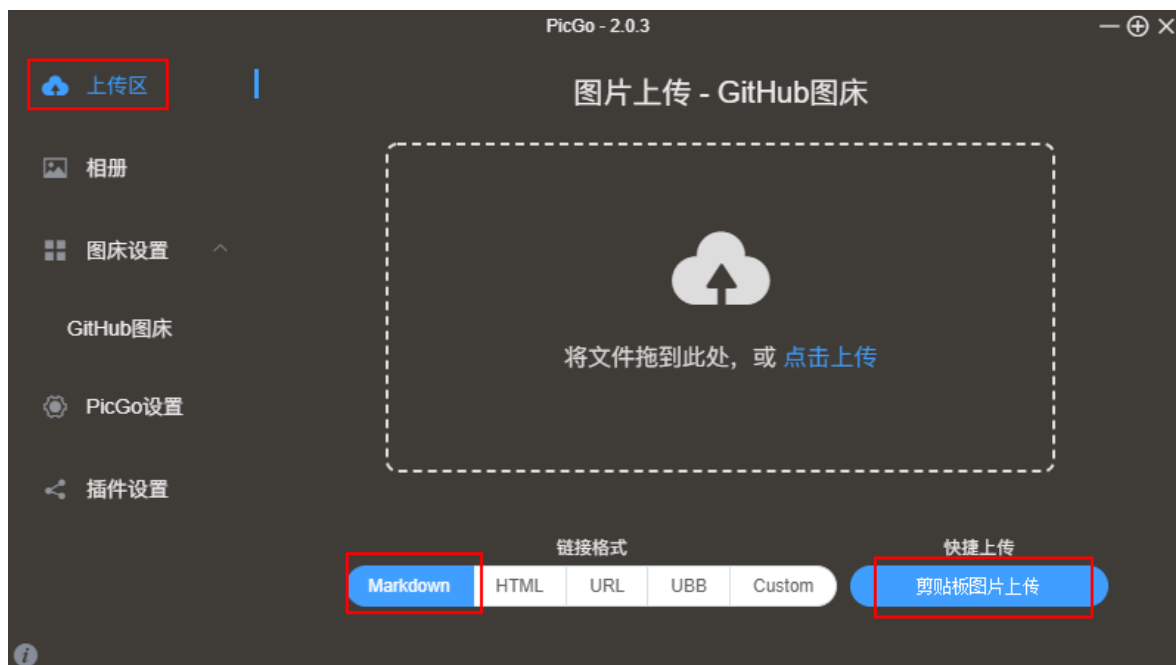 PicGo - 2.0.3
上传区
相册
图床设置
GitHub图床
PicGo设置
插件设置
图片上传 - GitHub图床
将文件拖到此处，或 点击上传
链接格式
Markdown HTML URL UBB Custom
快捷上传
剪贴板图片上传